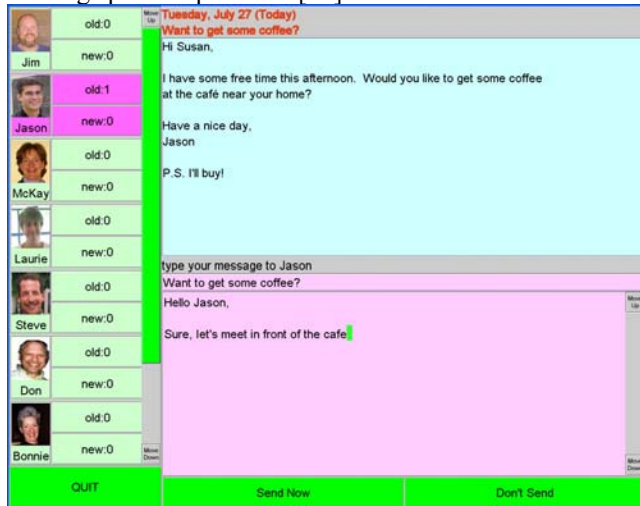 Jim
old:0
new:0
Jason
old:1
new:0
McKay
old:0
new:0
Laurie
old:0
new:0
Steve
old:0
new:0
Don
old:0
new:0
Bonnie
old:0
new:0
QUIT
Move Up
Move Down
Tuesday, July 27 (Today)
Want to get some coffee?
Hi Susan,
I have some free time this afternoon. Would you like to get some coffee
at the café near your home?
Have a nice day,
Jason
P.S. I'll buy!
type your message to Jason
Want to get some coffee?
Hello Jason,
Sure, let's meet in front of the cafe
Move Up
Move Down
Send Now
Don't Send